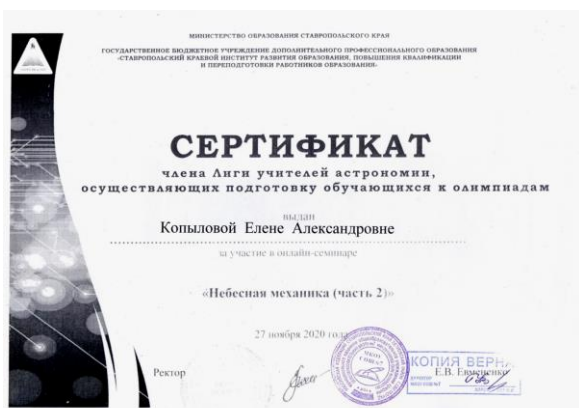 МИНИСТЕРСТВО ОБРАЗОВАНИЯ СТАВРОПОЛЬСКОГО КРАЯ
ГОСУДАРСТВЕННОЕ БЮДЖЕТНОЕ УЧРЕЖДЕНИЕ ДОПОЛНИТЕЛЬНОГО ПРОФЕССИОНАЛЬНОГО ОБРАЗОВАНИЯ
«СТАВРОПОЛЬСКИЙ КРАЕВОЙ ИНСТИТУТ РАЗВИТИЯ ОБРАЗОВАНИЯ, ПОВЫШЕНИЯ КВАЛИФИКАЦИИ
И ПЕРЕПОДГОТОВКИ РАБОТНИКОВ ОБРАЗОВАНИЯ»
СЕРТИФИКАТ
члена Лиги учителей астрономии,
осуществляющих подготовку обучающихся к олимпиадам
выдан
Копыловой Елене Александровне
за участие в онлайн-семинаре
«Небесная механика (часть 2)»
27 ноября 2020 года
КОПИЯ ВЕРНА
Ректор
Е.В. Евмененко